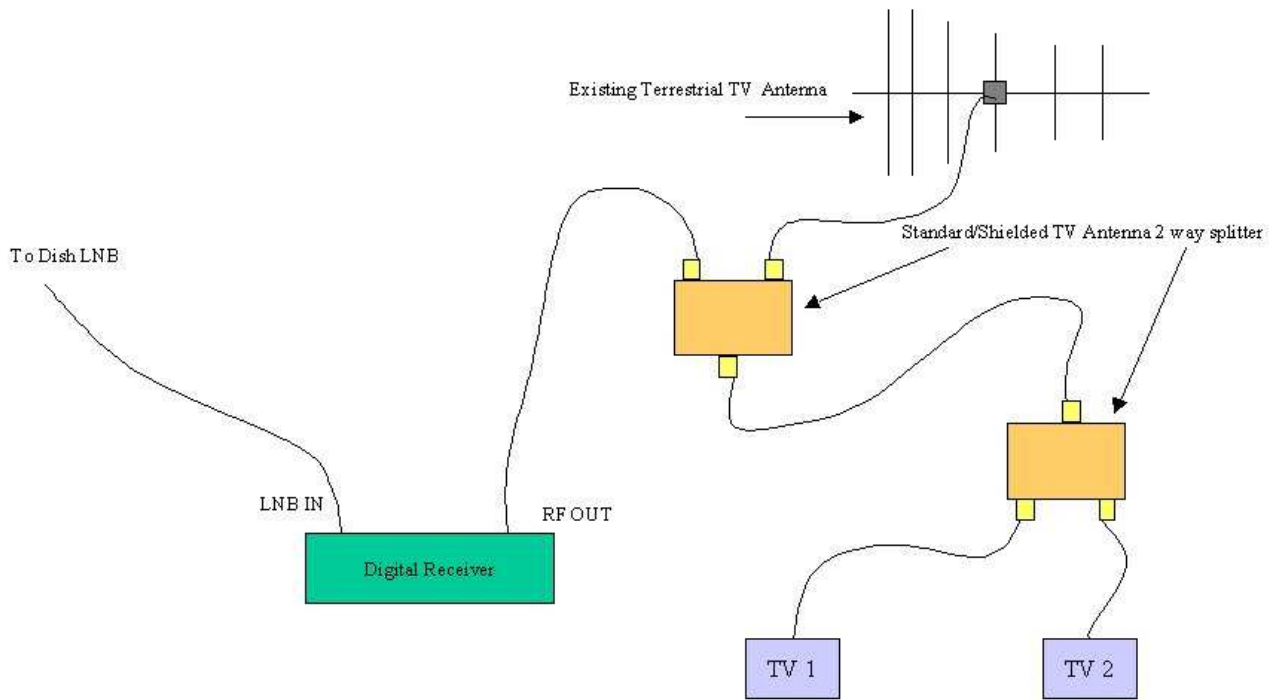 Existing Terrestrial TV Antenna
Standard/Shielded TV Antenna 2 way splitter
To Dish LNB
LNB IN
RF OUT
Digital Receiver
TV 1
TV 2